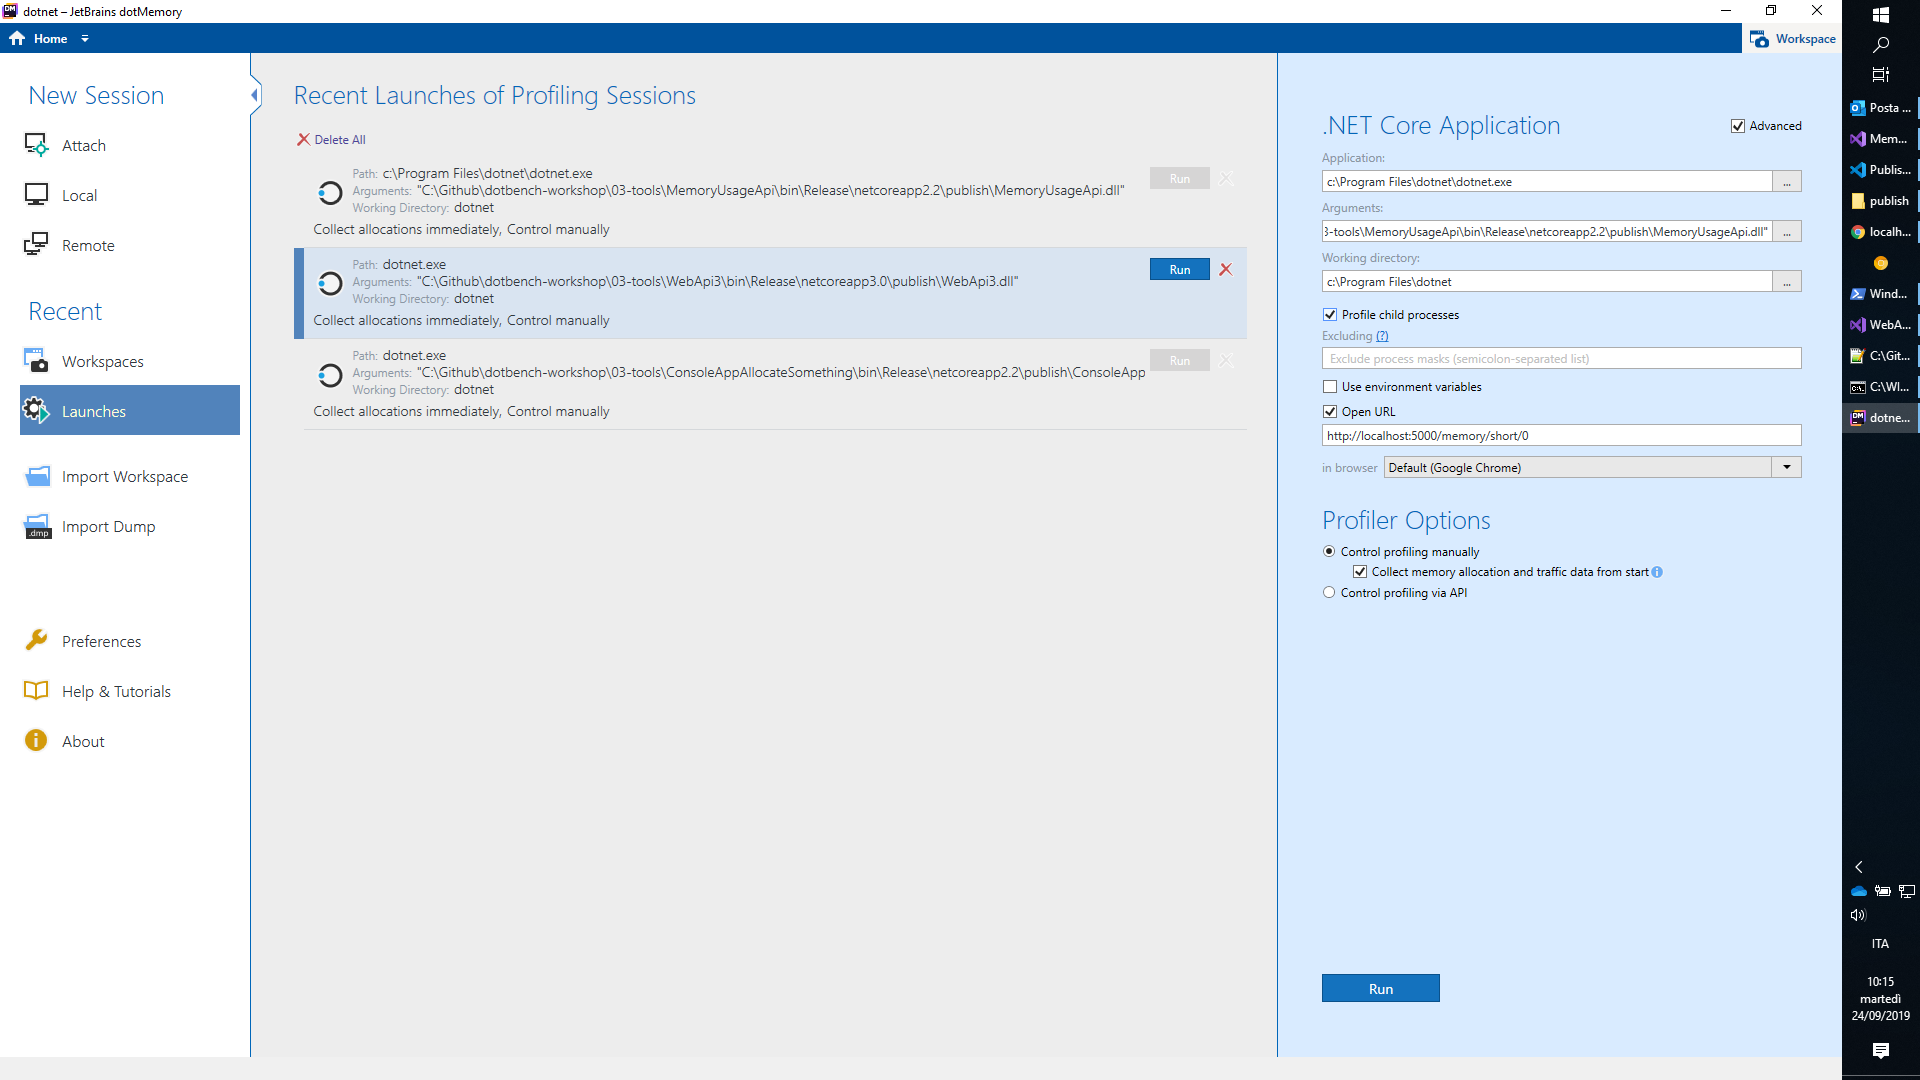 dotnet – JetBrains dotMemory
Home
Workspace
New Session
Attach
Local
Remote
Recent
Workspaces
Launches
Import Workspace
.dmp
Import Dump
Preferences
Help & Tutorials
About
Recent Launches of Profiling Sessions
Delete All
Path: c:\Program Files\dotnet\dotnet.exe
Run
Arguments: "C:\Github\dotbench-workshop\03-tools\MemoryUsageApi\bin\Release\netcoreapp2.2\publish\MemoryUsageApi.dll"
Working Directory: dotnet
Collect allocations immediately, Control manually
Path: dotnet.exe
Run
Arguments: "C:\Github\dotbench-workshop\03-tools\WebApi3\bin\Release\netcoreapp3.0\publish\WebApi3.dll"
Working Directory: dotnet
Collect allocations immediately, Control manually
Path: dotnet.exe
Run
Arguments: "C:\Github\dotbench-workshop\03-tools\ConsoleAppAllocateSomething\bin\Release\netcoreapp2.2\publish\ConsoleApp
Working Directory: dotnet
Collect allocations immediately, Control manually
.NET Core Application
Advanced
Application:
c:\Program Files\dotnet\dotnet.exe
...
Arguments:
3-tools\MemoryUsageApi\bin\Release\netcoreapp2.2\publish\MemoryUsageApi.dll"
...
Working directory:
c:\Program Files\dotnet
...
Profile child processes
Excluding (?)
Exclude process masks (semicolon-separated list)
Use environment variables
Open URL
http://localhost:5000/memory/short/0
in browser Default (Google Chrome)
Profiler Options
Control profiling manually
Collect memory allocation and traffic data from start
Control profiling via API
Run
Posta ...
Mem...
Publis...
publish
localh...
Wind...
WebA...
C:\Git...
C:\WI...
dotne...
ITA
10:15
martedì
24/09/2019